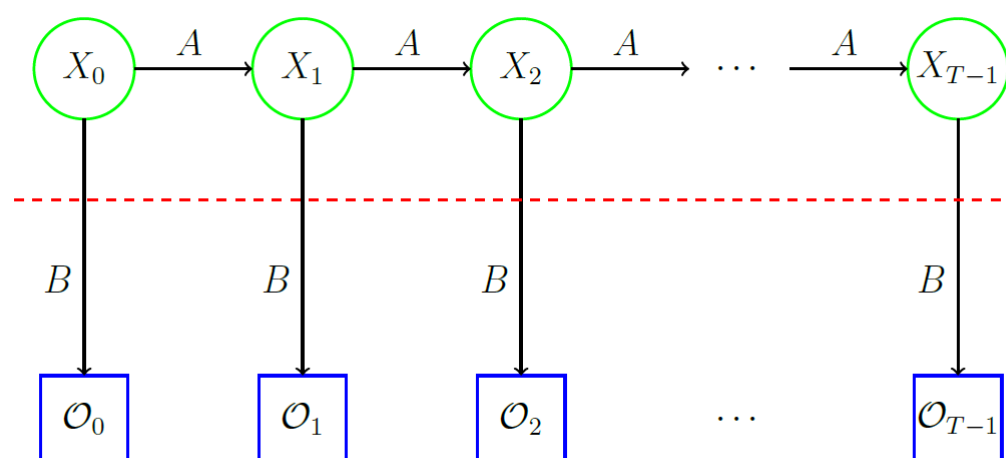 A A A A
X₀ X₁ X₂ ⋯ X_{T−1}
B B B B
𝒪₀ 𝒪₁ 𝒪₂ ⋯ 𝒪_{T−1}